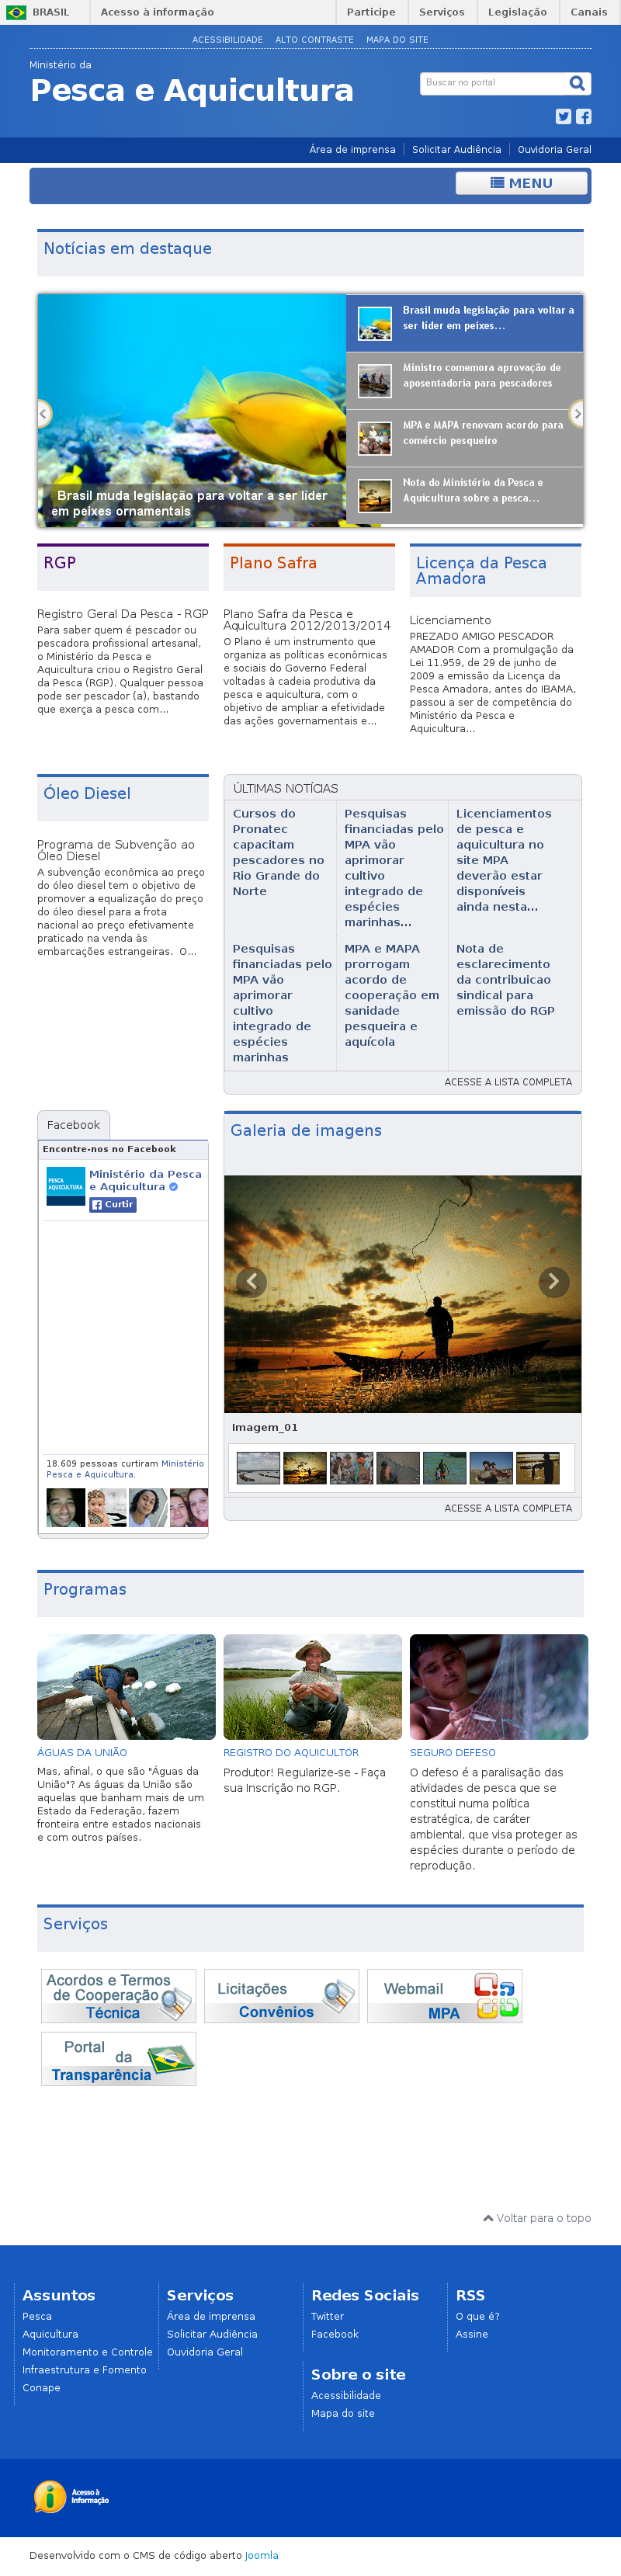 BRASIL
Acesso à informação
Participe
Serviços
Legislação
Canais
ACESSIBILIDADE
ALTO CONTRASTE
MAPA DO SITE
Ministério da
Pesca e Aquicultura
Buscar no portal
Área de imprensa
Solicitar Audiência
Ouvidoria Geral
MENU
Notícias em destaque
Brasil muda legislação para voltar a ser líder
em peixes ornamentais
Brasil muda legislação para voltar a
ser líder em peixes...
Ministro comemora aprovação de
aposentadoria para pescadores
MPA e MAPA renovam acordo para
comércio pesqueiro
Nota do Ministério da Pesca e
Aquicultura sobre a pesca...
RGP
Registro Geral Da Pesca - RGP
Para saber quem é pescador ou
pescadora profissional artesanal,
o Ministério da Pesca e
Aquicultura criou o Registro Geral
da Pesca (RGP). Qualquer pessoa
pode ser pescador (a), bastando
que exerça a pesca com...
Plano Safra
Plano Safra da Pesca e
Aquicultura 2012/2013/2014
O Plano é um instrumento que
organiza as políticas econômicas
e sociais do Governo Federal
voltadas à cadeia produtiva da
pesca e aquicultura, com o
objetivo de ampliar a efetividade
das ações governamentais e...
Licença da Pesca
Amadora
Licenciamento
PREZADO AMIGO PESCADOR
AMADOR Com a promulgação da
Lei 11.959, de 29 de junho de
2009 a emissão da Licença da
Pesca Amadora, antes do IBAMA,
passou a ser de competência do
Ministério da Pesca e
Aquicultura...
Óleo Diesel
Programa de Subvenção ao
Óleo Diesel
A subvenção econômica ao preço
do óleo diesel tem o objetivo de
promover a equalização do preço
do óleo diesel para a frota
nacional ao preço efetivamente
praticado na venda às
embarcações estrangeiras.  O...
ÚLTIMAS NOTÍCIAS
Cursos do
Pronatec
capacitam
pescadores no
Rio Grande do
Norte
Pesquisas
financiadas pelo
MPA vão
aprimorar
cultivo
integrado de
espécies
marinhas...
Licenciamentos
de pesca e
aquicultura no
site MPA
deverão estar
disponíveis
ainda nesta...
Pesquisas
financiadas pelo
MPA vão
aprimorar
cultivo
integrado de
espécies
marinhas
MPA e MAPA
prorrogam
acordo de
cooperação em
sanidade
pesqueira e
aquícola
Nota de
esclarecimento
da contribuicao
sindical para
emissão do RGP
ACESSE A LISTA COMPLETA
Facebook
Encontre-nos no Facebook
PESCA
AQUICULTURA
Ministério da Pesca
e Aquicultura
Curtir
18.609 pessoas curtiram Ministério
Pesca e Aquicultura.
Galeria de imagens
Imagem_01
ACESSE A LISTA COMPLETA
Programas
ÁGUAS DA UNIÃO
Mas, afinal, o que são "Águas da
União"? As águas da União são
aquelas que banham mais de um
Estado da Federação, fazem
fronteira entre estados nacionais
e com outros países.
REGISTRO DO AQUICULTOR
Produtor! Regularize-se - Faça
sua Inscrição no RGP.
SEGURO DEFESO
O defeso é a paralisação das
atividades de pesca que se
constitui numa política
estratégica, de caráter
ambiental, que visa proteger as
espécies durante o período de
reprodução.
Serviços
Acordos e Termos
de Cooperação
Técnica
Licitações
Convênios
Webmail
MPA
Portal
da
Transparência
Voltar para o topo
Assuntos
Pesca
Aquicultura
Monitoramento e Controle
Infraestrutura e Fomento
Conape
Serviços
Área de imprensa
Solicitar Audiência
Ouvidoria Geral
Redes Sociais
Twitter
Facebook
Sobre o site
Acessibilidade
Mapa do site
RSS
O que é?
Assine
Acesso à
Informação
Desenvolvido com o CMS de código aberto Joomla